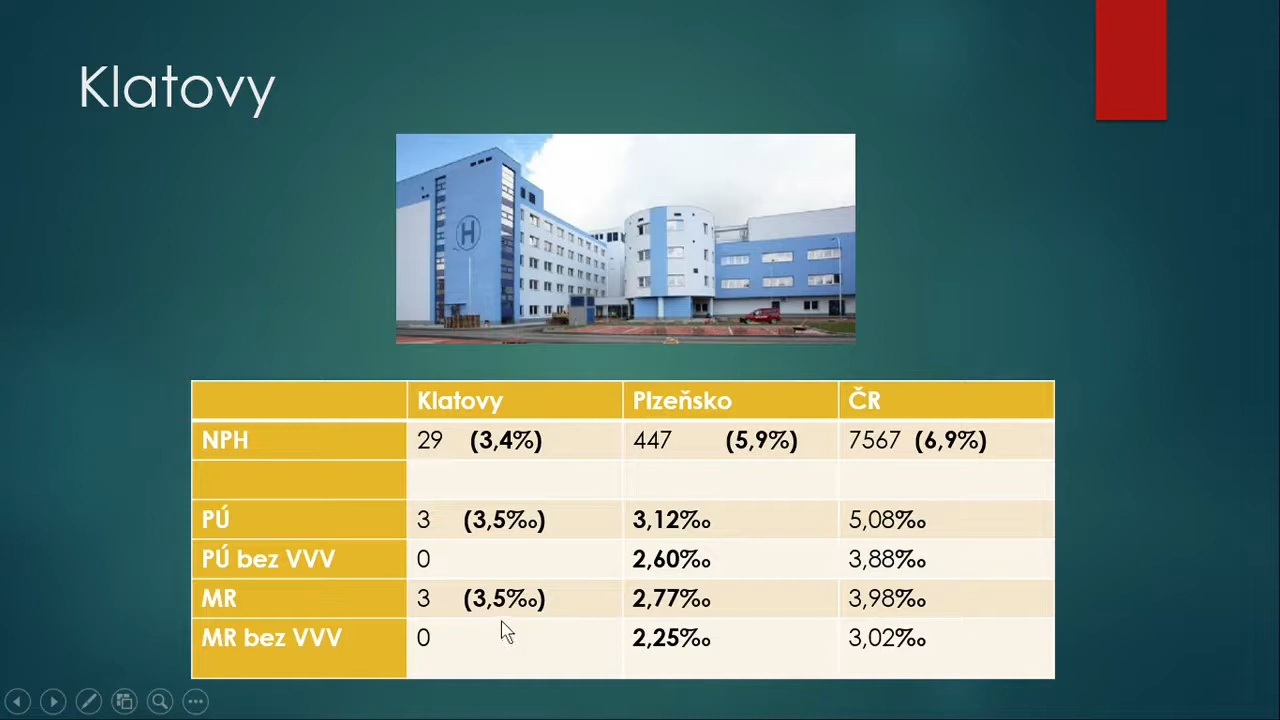 Klatovy
H
Klatovy Plzeňsko ČR
NPH 29 (3,4%) 447 (5,9%) 7567 (6,9%)
PÚ 3 (3,5‰) 3,12‰ 5,08‰
PÚ bez VVV 0 2,60‰ 3,88‰
MR 3 (3,5‰) 2,77‰ 3,98‰
MR bez VVV 0 2,25‰ 3,02‰